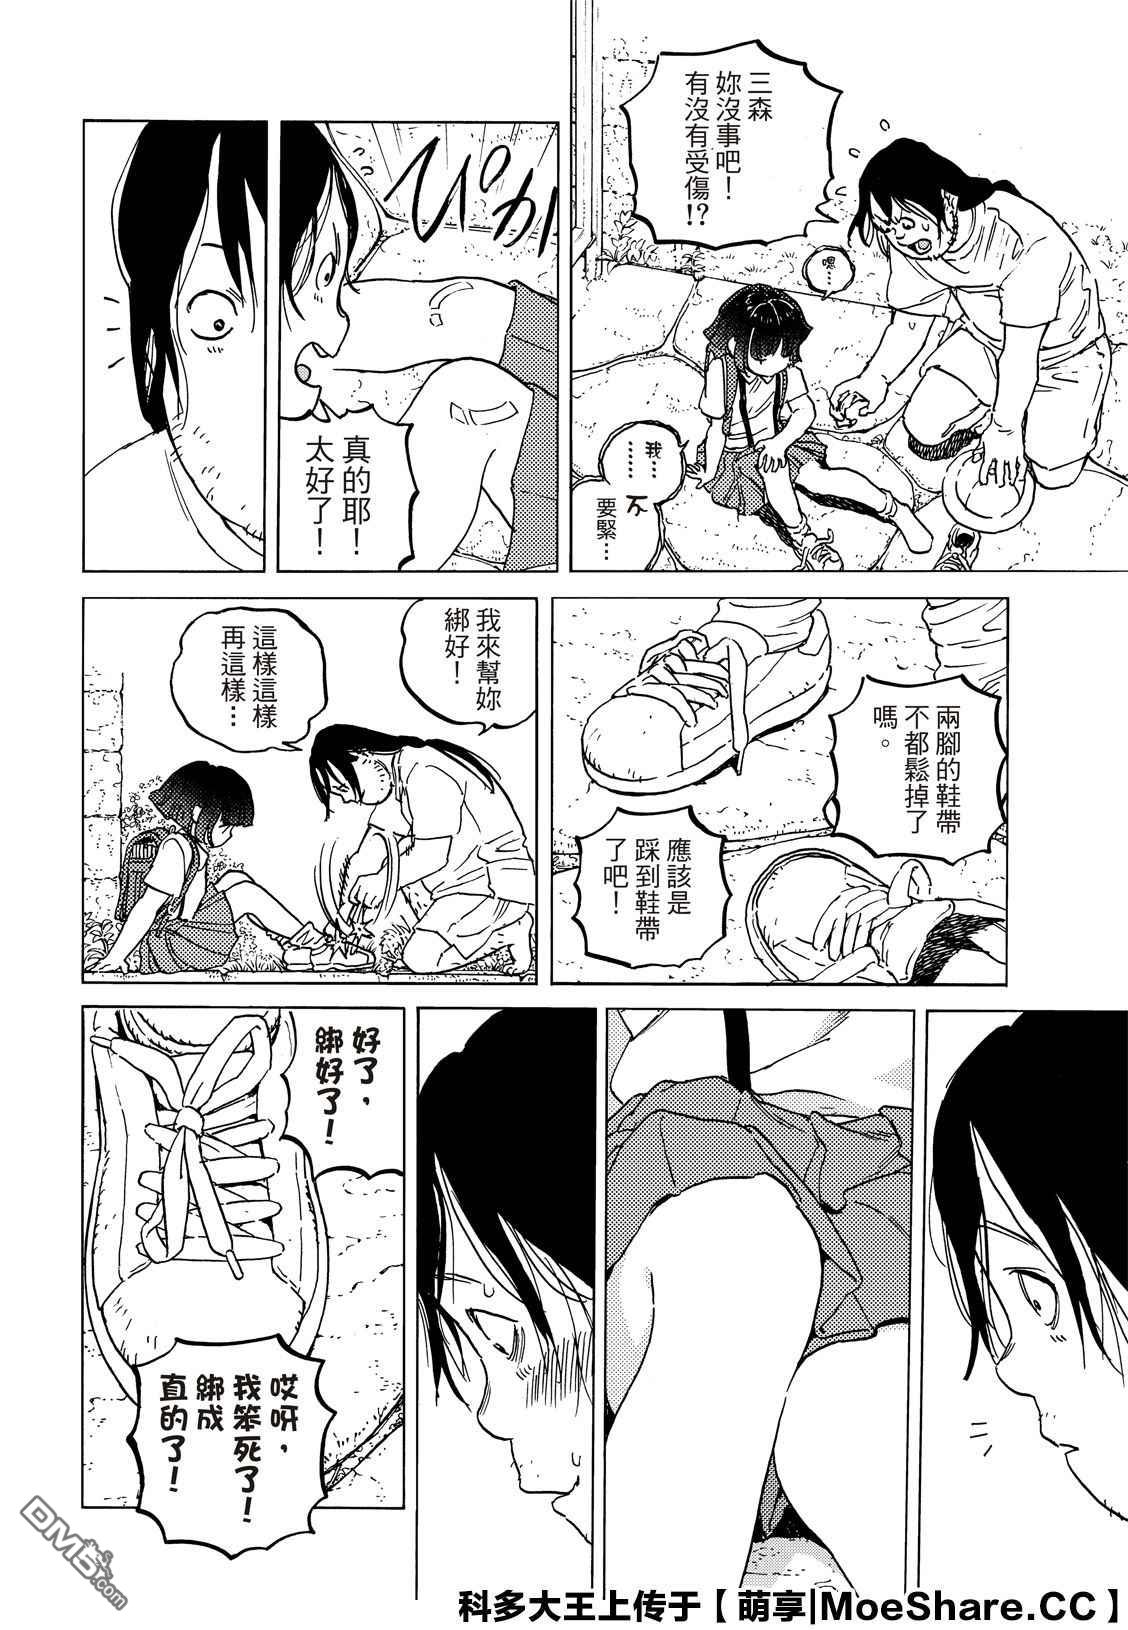 三森
妳沒事吧！
有沒有受傷!?
嗯…
我…
……
不
要緊…
ぴか
真的耶！
太好了！
兩腳的鞋帶
不都鬆掉了
嗎。
應該是
踩到鞋帶
了吧！
我來幫妳
綁好！
這樣這樣
再這樣…
好了，
綁好了！
哎呀，
我笨死了！
綁成
直的了！
DM5.com
科多大王上传于【萌享|MoeShare.CC】